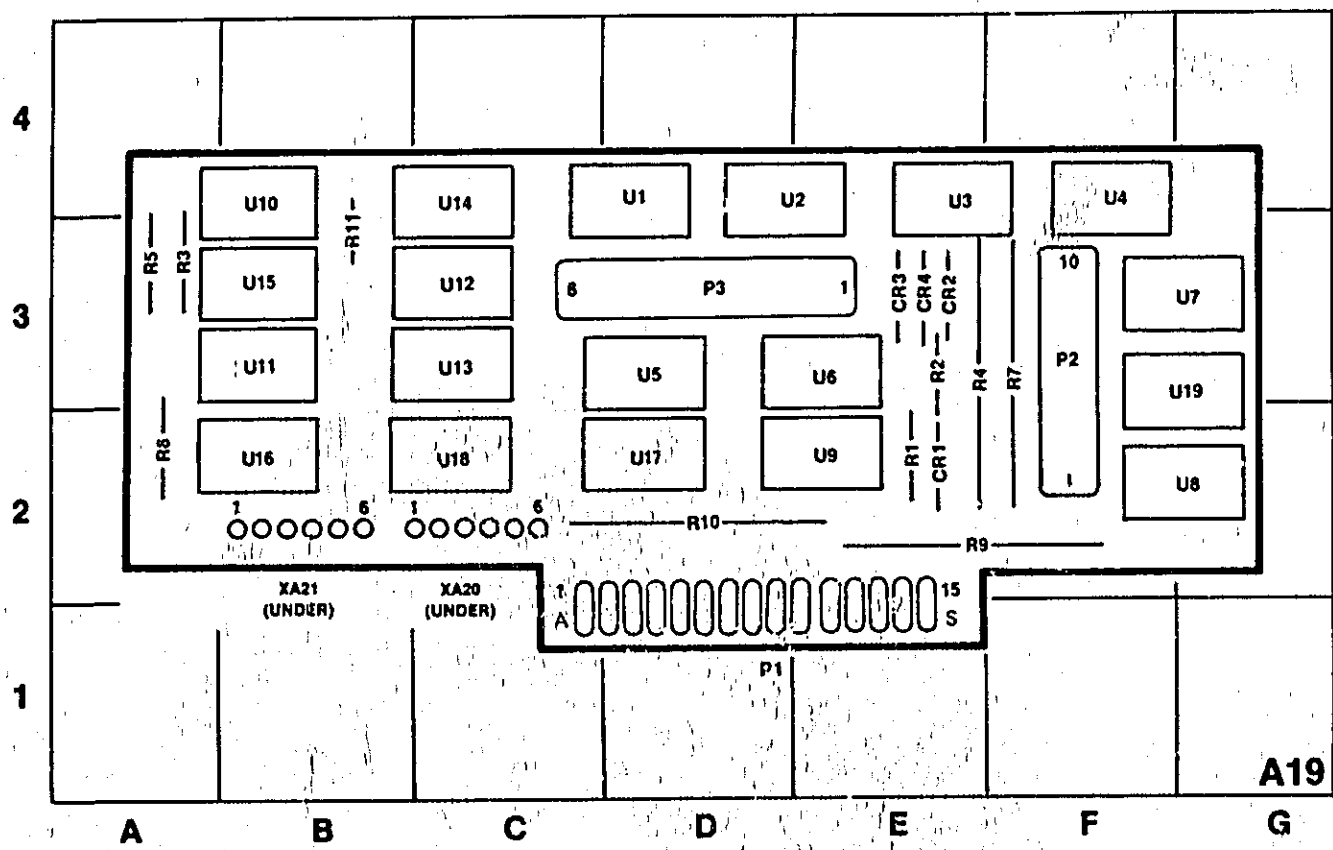 4
U10
U14
U1
U2
U3
U4
R5
R3
R11
U15
U12
6
P3
1
CR3
CR4
CR2
10
U7
3
U11
U13
U5
U6
R2
R4
R7
P2
U19
R8
U16
U18
U17
U9
R1
CR1
1
U8
2
1
6
1
6
R10
R9
XA21
(UNDER)
XA20
(UNDER)
1
15
A
S
P1
1
A19
A
B
C
D
E
F
G